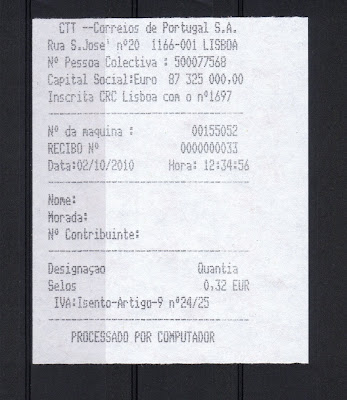 CTT --Correios de Portugal S.A.
Rua S.Jose' nº20 1166-001 LISBOA
Nº Pessoa Colectiva : 500077568
Capital Social:Euro 87 325 000,00
Inscrita CRC Lisboa com o nº1697
Nº da maquina : 00155052
RECIBO Nº 0000000033
Data:02/10/2010 Hora: 12:34:56
Nome:
Morada:
Nº Contribuinte:
Designaçao Quantia
Selos 0,32 EUR
IVA:Isento-Artigo-9 nº24/25
PROCESSADO POR COMPUTADOR